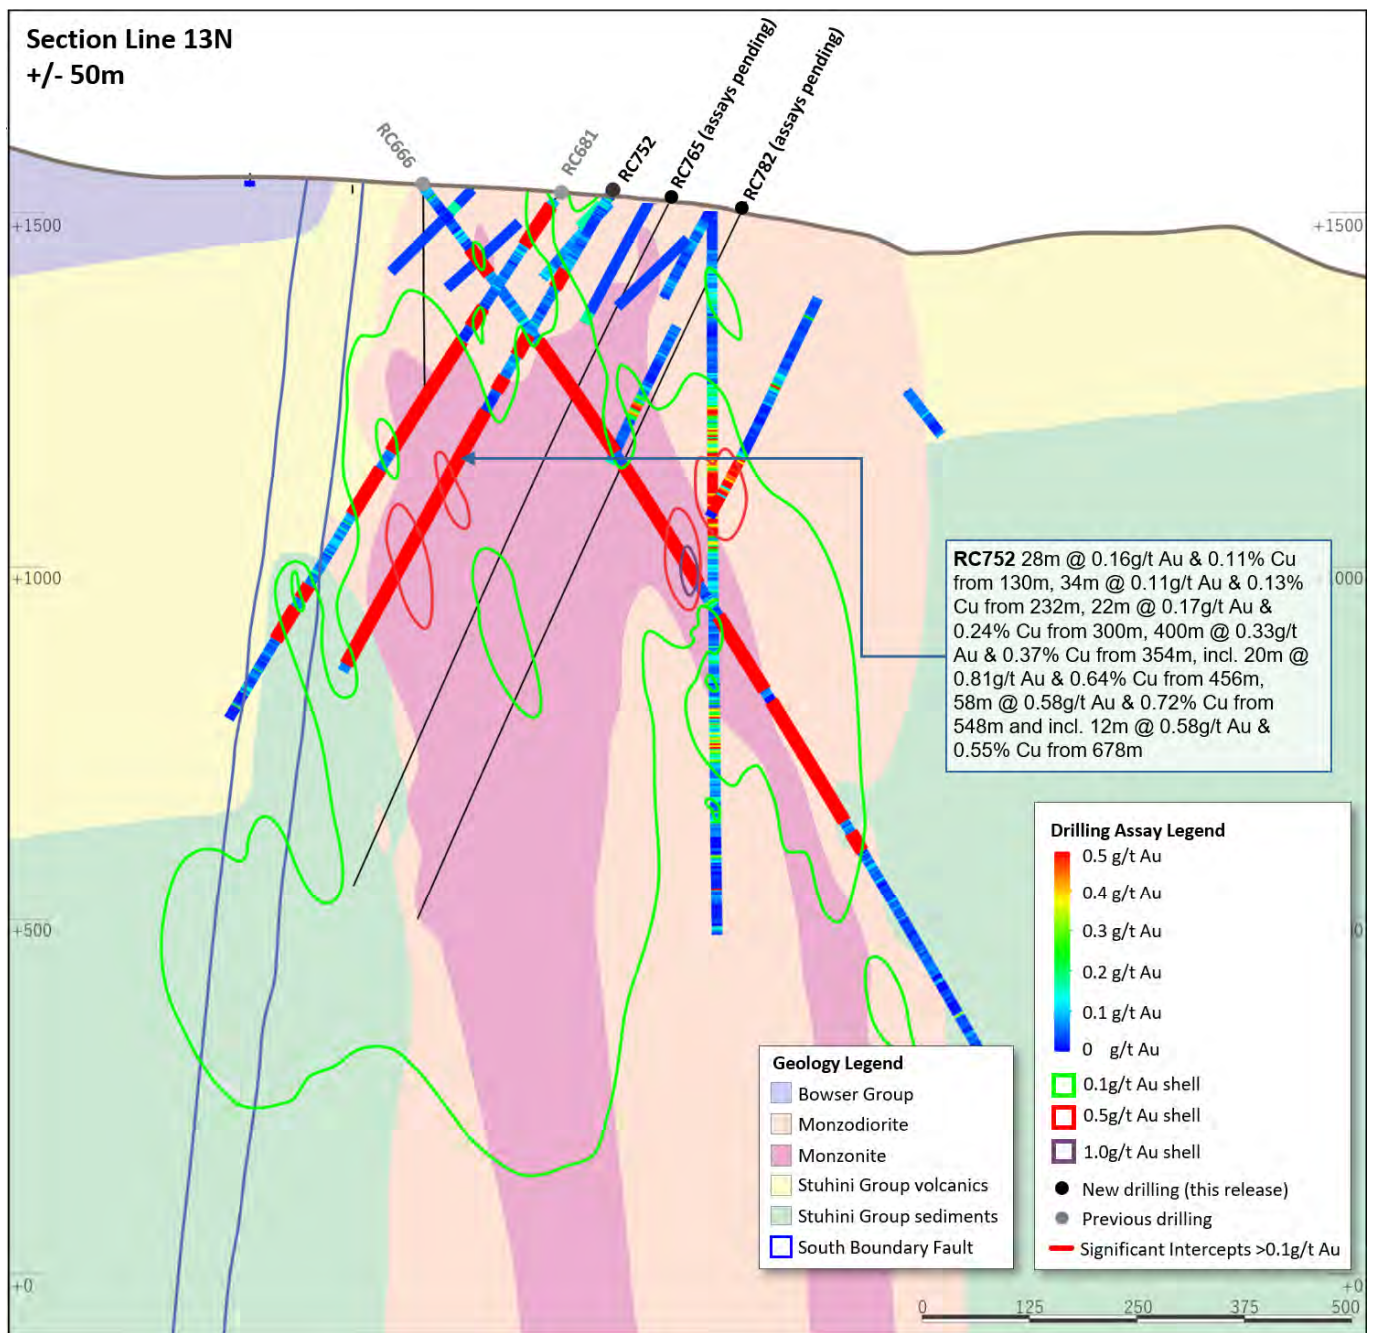 Section Line 13N
+/- 50m
RC666
RC681
RC752
RC765 (assays pending)
RC782 (assays pending)
+1500
+1500
+1000
000
RC752 28m @ 0.16g/t Au & 0.11% Cu
from 130m, 34m @ 0.11g/t Au & 0.13%
Cu from 232m, 22m @ 0.17g/t Au &
0.24% Cu from 300m, 400m @ 0.33g/t
Au & 0.37% Cu from 354m, incl. 20m @
0.81g/t Au & 0.64% Cu from 456m,
58m @ 0.58g/t Au & 0.72% Cu from
548m and incl. 12m @ 0.58g/t Au &
0.55% Cu from 678m
+500
0
Drilling Assay Legend
0.5 g/t Au
0.4 g/t Au
0.3 g/t Au
0.2 g/t Au
0.1 g/t Au
0 g/t Au
0.1g/t Au shell
0.5g/t Au shell
1.0g/t Au shell
New drilling (this release)
Previous drilling
Significant Intercepts >0.1g/t Au
Geology Legend
Bowser Group
Monzodiorite
Monzonite
Stuhini Group volcanics
Stuhini Group sediments
South Boundary Fault
+0
+0
0 125 250 375 500